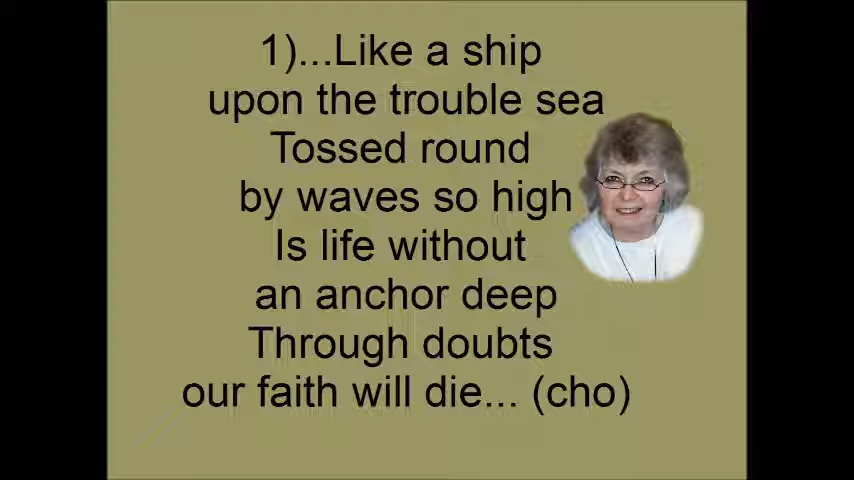 1)...Like a ship
upon the trouble sea
Tossed round
by waves so high
Is life without
an anchor deep
Through doubts
our faith will die... (cho)